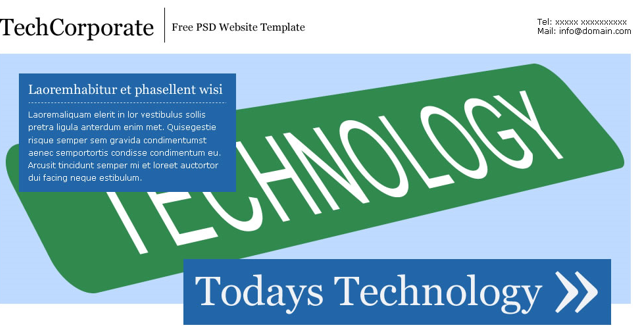 TechCorporate
Free PSD Website Template
Tel: xxxxx xxxxxxxxxx
Mail: info@domain.com
Laoremhabitur et phasellent wisi
Laoremaliquam elerit in lor vestibulus sollis
pretra ligula anterdum enim met. Quisegestie
risque semper sem gravida condimentumst
aenec semportortis condisse condimentum eu.
Arcusit tincidunt semper mi et loreet auctortor
dui facing neque estibulum.
TECHNOLOGY
Todays Technology »